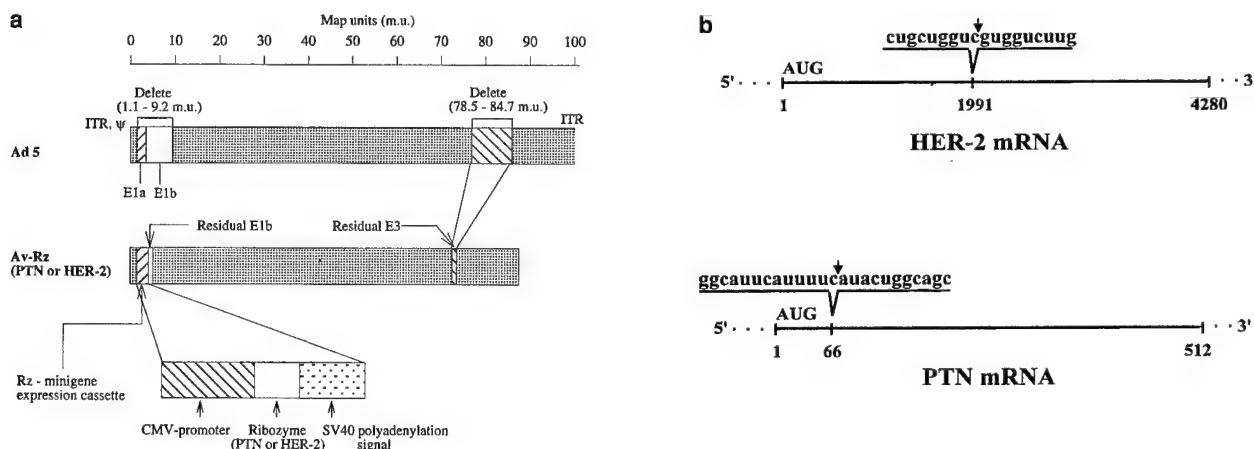 a
Map units (m.u.)
0 10 20 30 40 50 60 70 80 90 100
Delete
(1.1 - 9.2 m.u.)
Delete
(78.5 - 84.7 m.u.)
ITR, ψ
ITR
Ad 5
E1a E1b
Residual E1b
Residual E3
Av-Rz
(PTN or HER-2)
Rz - minigene
expression cassette
CMV-promoter
Ribozyme
(PTN or HER-2)
SV40 polyadenylation
signal
b
cugcuggucguggucuug
5' · · · · AUG · · 3
1 1991 4280
HER-2 mRNA
ggcauucauuuucauacuggcagc
5' · · · · AUG · · 3'
1 66 512
PTN mRNA